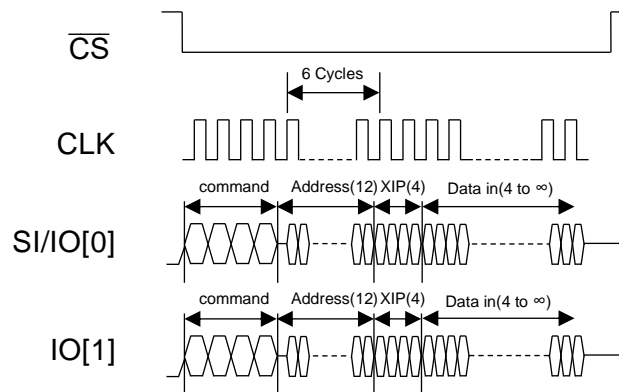 CS
6 Cycles
CLK
command Address(12) XIP(4) Data in(4 to ∞)
SI/IO[0]
command Address(12) XIP(4) Data in(4 to ∞)
IO[1]